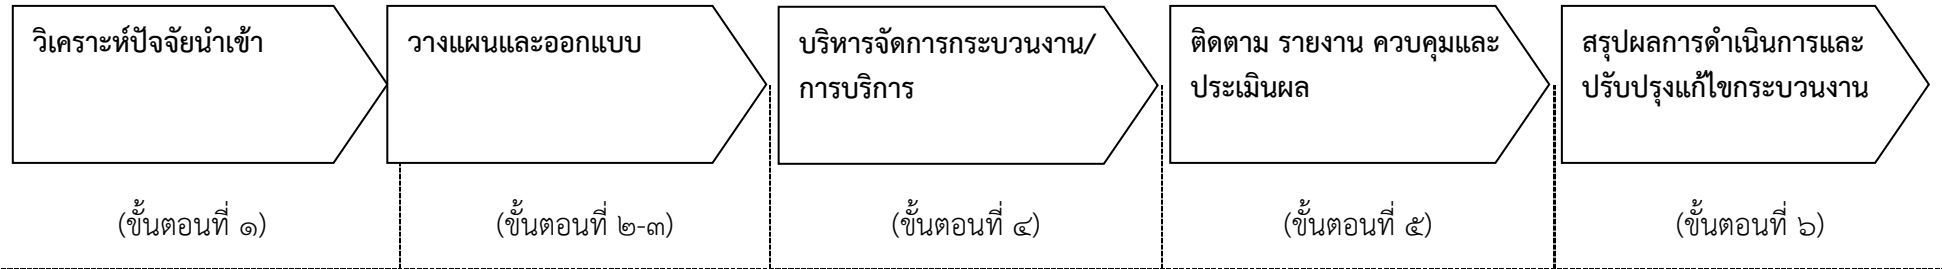 วิเคราะห์ปัจจัยนำเข้า
วางแผนและออกแบบ
บริหารจัดการกระบวนงาน/
การบริการ
ติดตาม รายงาน ควบคุมและ
ประเมินผล
สรุปผลการดำเนินการและ
ปรับปรุงแก้ไขกระบวนงาน
(ขั้นตอนที่ ๑)
(ขั้นตอนที่ ๒-๓)
(ขั้นตอนที่ ๔)
(ขั้นตอนที่ ๕)
(ขั้นตอนที่ ๖)